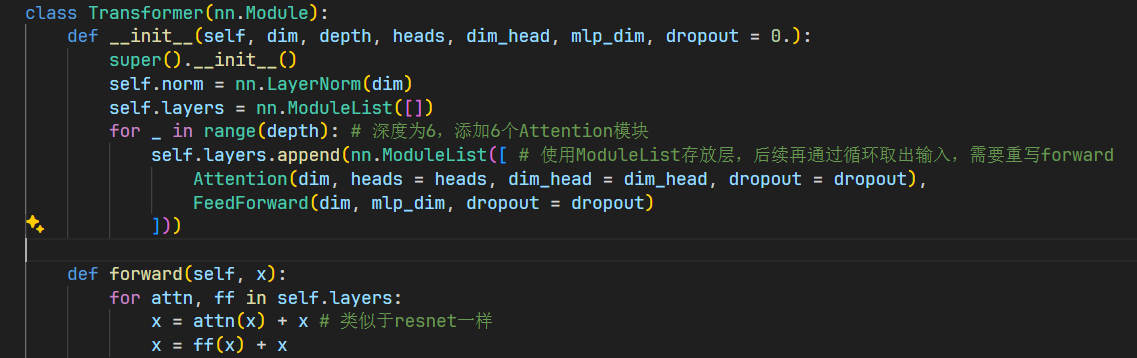 class Transformer(nn.Module):
    def __init__(self, dim, depth, heads, dim_head, mlp_dim, dropout = 0.):
        super().__init__()
        self.norm = nn.LayerNorm(dim)
        self.layers = nn.ModuleList([])
        for _ in range(depth): # 深度为6，添加6个Attention模块
            self.layers.append(nn.ModuleList([ # 使用ModuleList存放层，后续再通过循环取出输入，需要重写forward
                Attention(dim, heads = heads, dim_head = dim_head, dropout = dropout),
                FeedForward(dim, mlp_dim, dropout = dropout)
            ]))
    def forward(self, x):
        for attn, ff in self.layers:
            x = attn(x) + x # 类似于resnet一样
            x = ff(x) + x